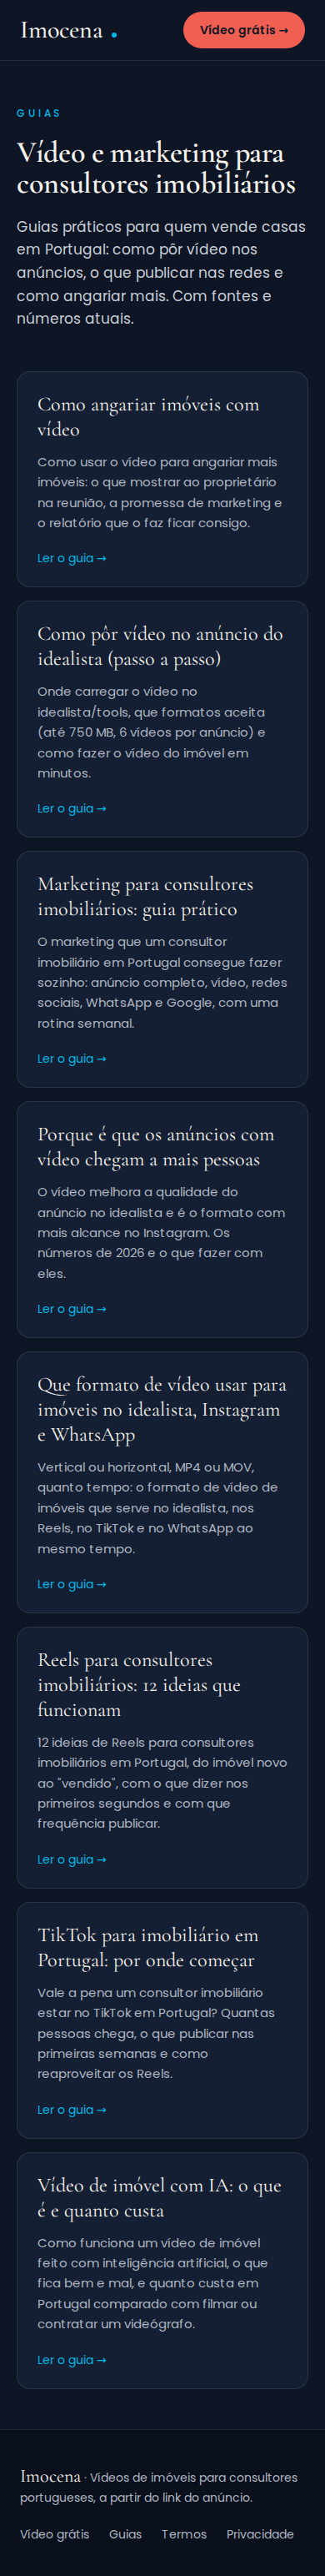 Imocena .
Vídeo grátis →
GUIAS
Vídeo e marketing para
consultores imobiliários
Guias práticos para quem vende casas
em Portugal: como pôr vídeo nos
anúncios, o que publicar nas redes e
como angariar mais. Com fontes e
números atuais.
Como angariar imóveis com
vídeo
Como usar o vídeo para angariar mais
imóveis: o que mostrar ao proprietário
na reunião, a promessa de marketing e
o relatório que o faz ficar consigo.
Ler o guia →
Como pôr vídeo no anúncio do
idealista (passo a passo)
Onde carregar o vídeo no
idealista/tools, que formatos aceita
(até 750 MB, 6 vídeos por anúncio) e
como fazer o vídeo do imóvel em
minutos.
Ler o guia →
Marketing para consultores
imobiliários: guia prático
O marketing que um consultor
imobiliário em Portugal consegue fazer
sozinho: anúncio completo, vídeo, redes
sociais, WhatsApp e Google, com uma
rotina semanal.
Ler o guia →
Porque é que os anúncios com
vídeo chegam a mais pessoas
O vídeo melhora a qualidade do
anúncio no idealista e é o formato com
mais alcance no Instagram. Os
números de 2026 e o que fazer com
eles.
Ler o guia →
Que formato de vídeo usar para
imóveis no idealista, Instagram
e WhatsApp
Vertical ou horizontal, MP4 ou MOV,
quanto tempo: o formato de vídeo de
imóveis que serve no idealista, nos
Reels, no TikTok e no WhatsApp ao
mesmo tempo.
Ler o guia →
Reels para consultores
imobiliários: 12 ideias que
funcionam
12 ideias de Reels para consultores
imobiliários em Portugal, do imóvel novo
ao "vendido", com o que dizer nos
primeiros segundos e com que
frequência publicar.
Ler o guia →
TikTok para imobiliário em
Portugal: por onde começar
Vale a pena um consultor imobiliário
estar no TikTok em Portugal? Quantas
pessoas chega, o que publicar nas
primeiras semanas e como
reaproveitar os Reels.
Ler o guia →
Vídeo de imóvel com IA: o que
é e quanto custa
Como funciona um vídeo de imóvel
feito com inteligência artificial, o que
fica bem e mal, e quanto custa em
Portugal comparado com filmar ou
contratar um videógrafo.
Ler o guia →
Imocena · Vídeos de imóveis para consultores
portugueses, a partir do link do anúncio.
Vídeo grátis Guias Termos Privacidade